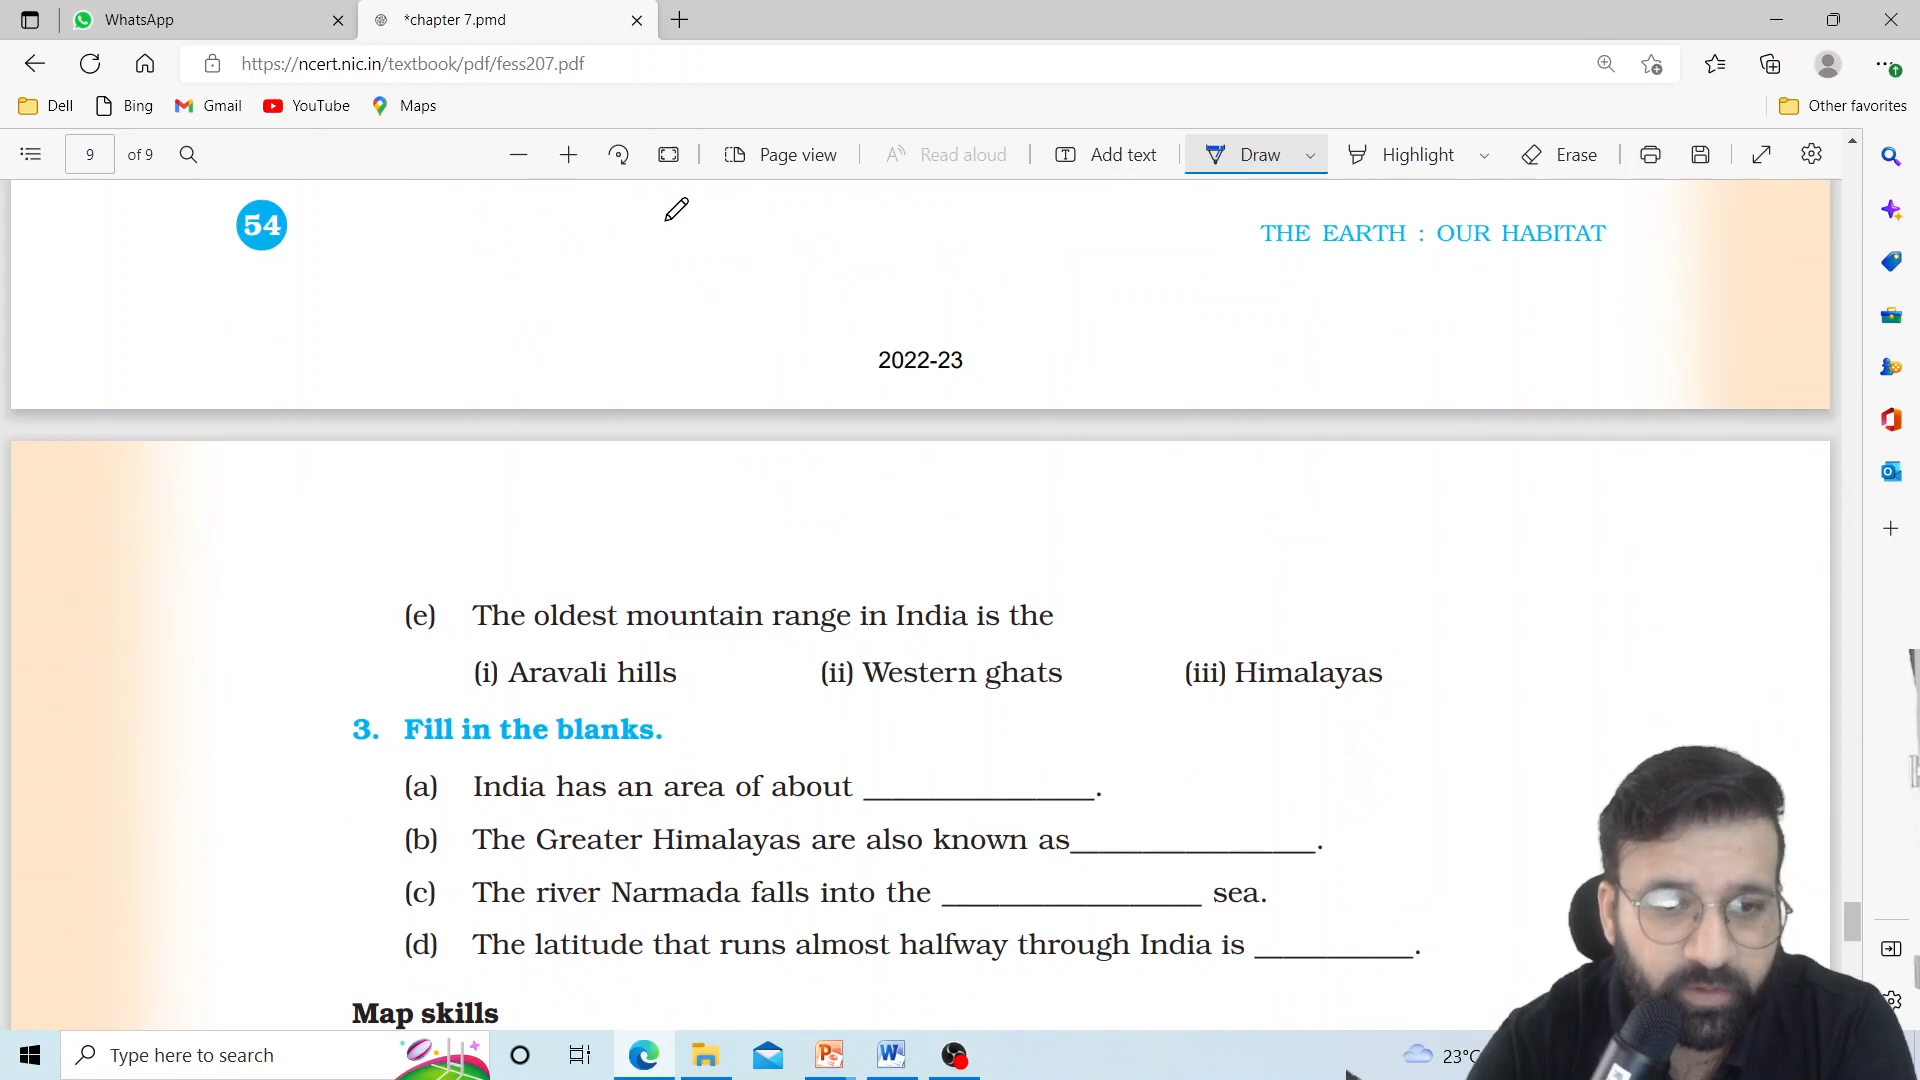 WhatsApp
*chapter 7.pmd
https://ncert.nic.in/textbook/pdf/fess207.pdf
Dell
Bing
Gmail
YouTube
Maps
Other favorites
9
of 9
Page view
Read aloud
Add text
Draw
Highlight
Erase
54
THE EARTH : OUR HABITAT
2022-23
(e) The oldest mountain range in India is the
(i) Aravali hills (ii) Western ghats (iii) Himalayas
3. Fill in the blanks.
(a) India has an area of about ________________.
(b) The Greater Himalayas are also known as_________________.
(c) The river Narmada falls into the __________________ sea.
(d) The latitude that runs almost halfway through India is ___________.
Map skills
Type here to search
23°C